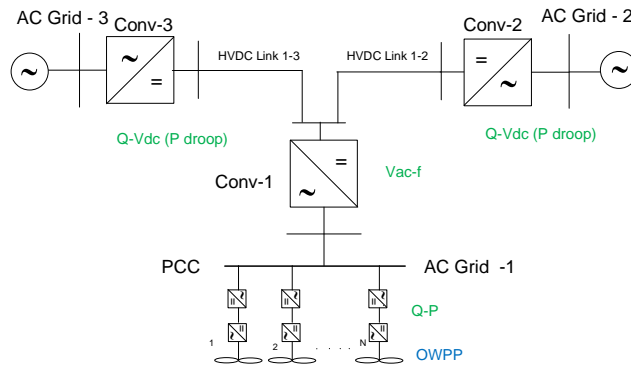 AC Grid - 3
Conv-3
Conv-2
AC Grid - 2
~
~
=
HVDC Link 1-3
HVDC Link 1-2
=
~
~
Q-Vdc (P droop)
Q-Vdc (P droop)
Conv-1
=
~
Vac-f
PCC
AC Grid -1
Q-P
1
2
. . . . .
N
OWPP